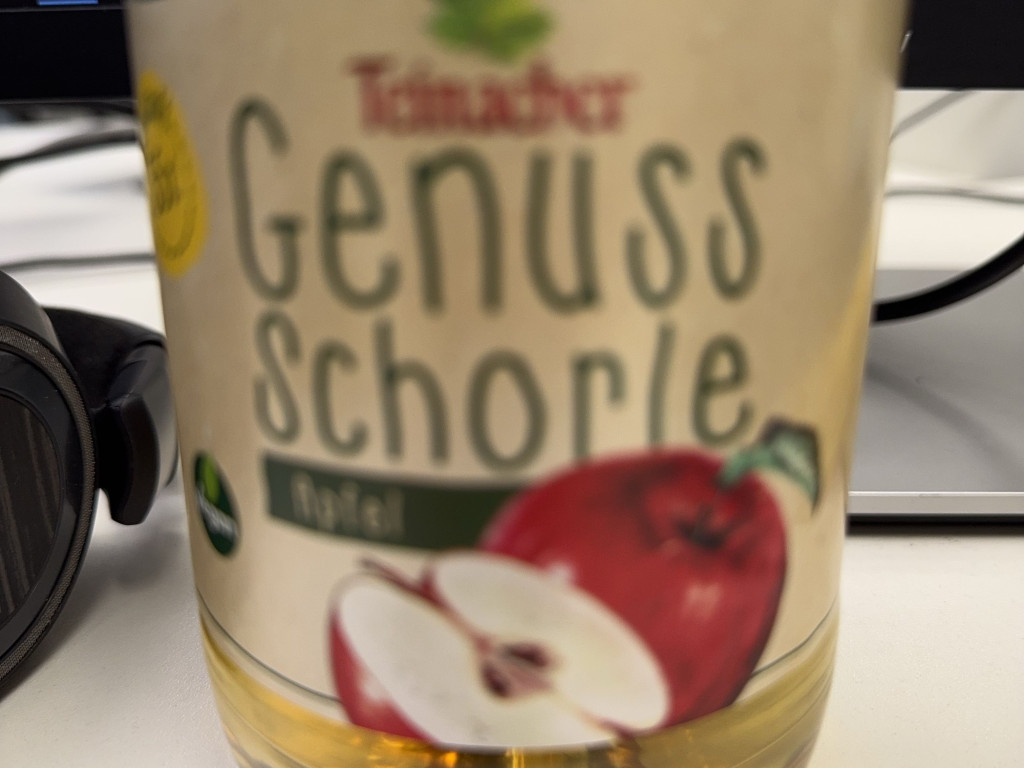 Teinacher
Genuss
Schorle
Apfel